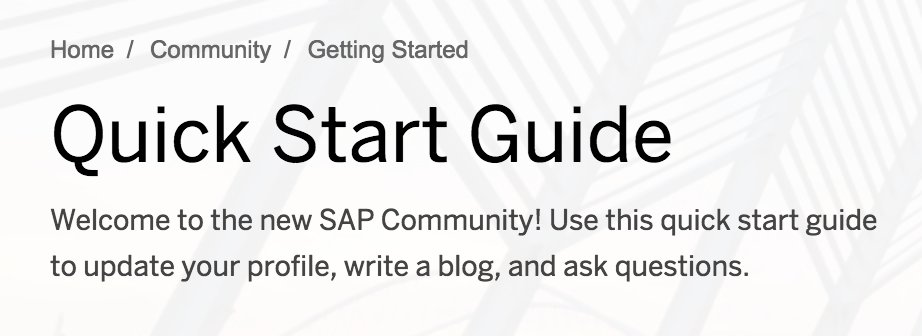 Home / Community / Getting Started
Quick Start Guide
Welcome to the new SAP Community! Use this quick start guide
to update your profile, write a blog, and ask questions.